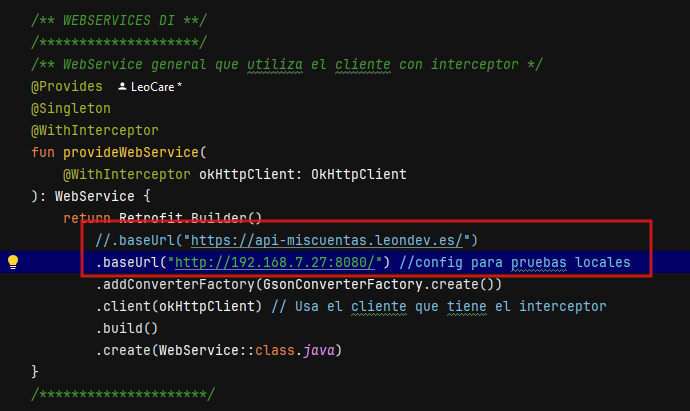 /** WEBSERVICES DI **/
/********************/
/** WebService general que utiliza el cliente con interceptor */
@Provides LeoCare *
@Singleton
@WithInterceptor
fun provideWebService(
@WithInterceptor okHttpClient: OkHttpClient
): WebService {
return Retrofit.Builder()
//.baseUrl("https://api-miscuentas.leondev.es/")
.baseUrl("http://192.168.7.27:8080/") //config para pruebas locales
.addConverterFactory(GsonConverterFactory.create())
.client(okHttpClient) // Usa el cliente que tiene el interceptor
.build()
.create(WebService::class.java)
}
/*********************/